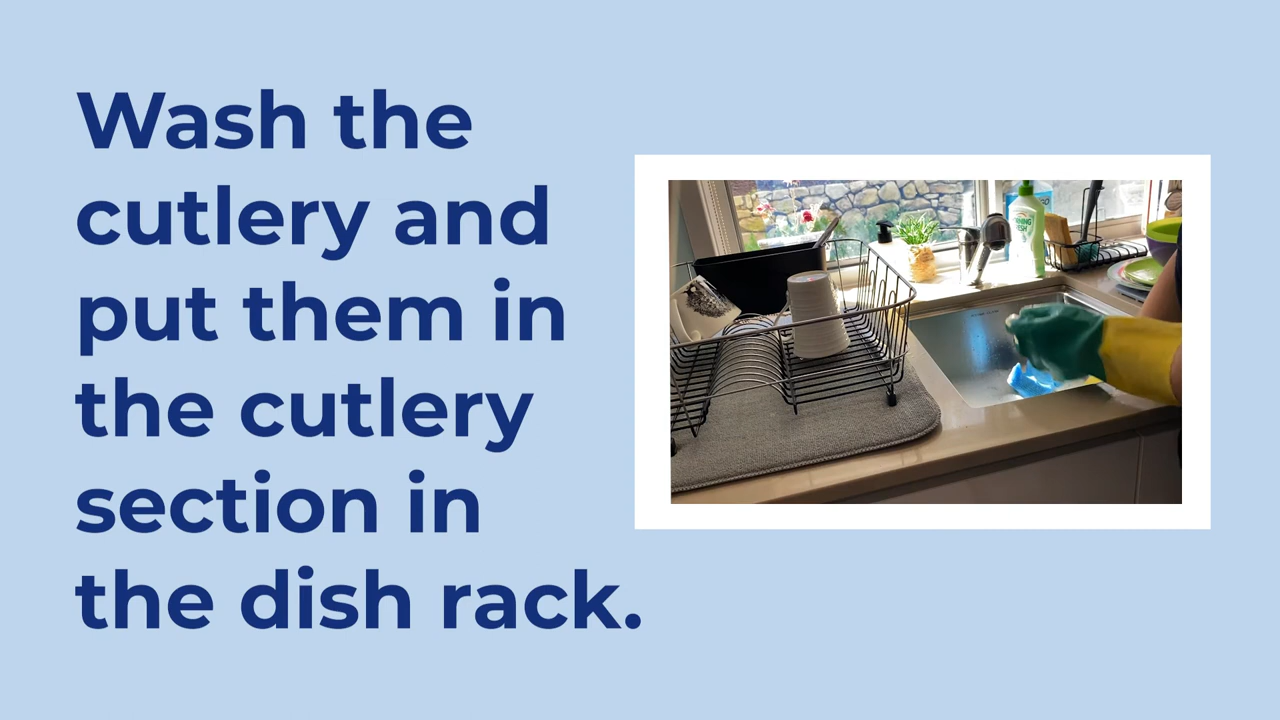 Wash the
cutlery and
put them in
the cutlery
section in
the dish rack.